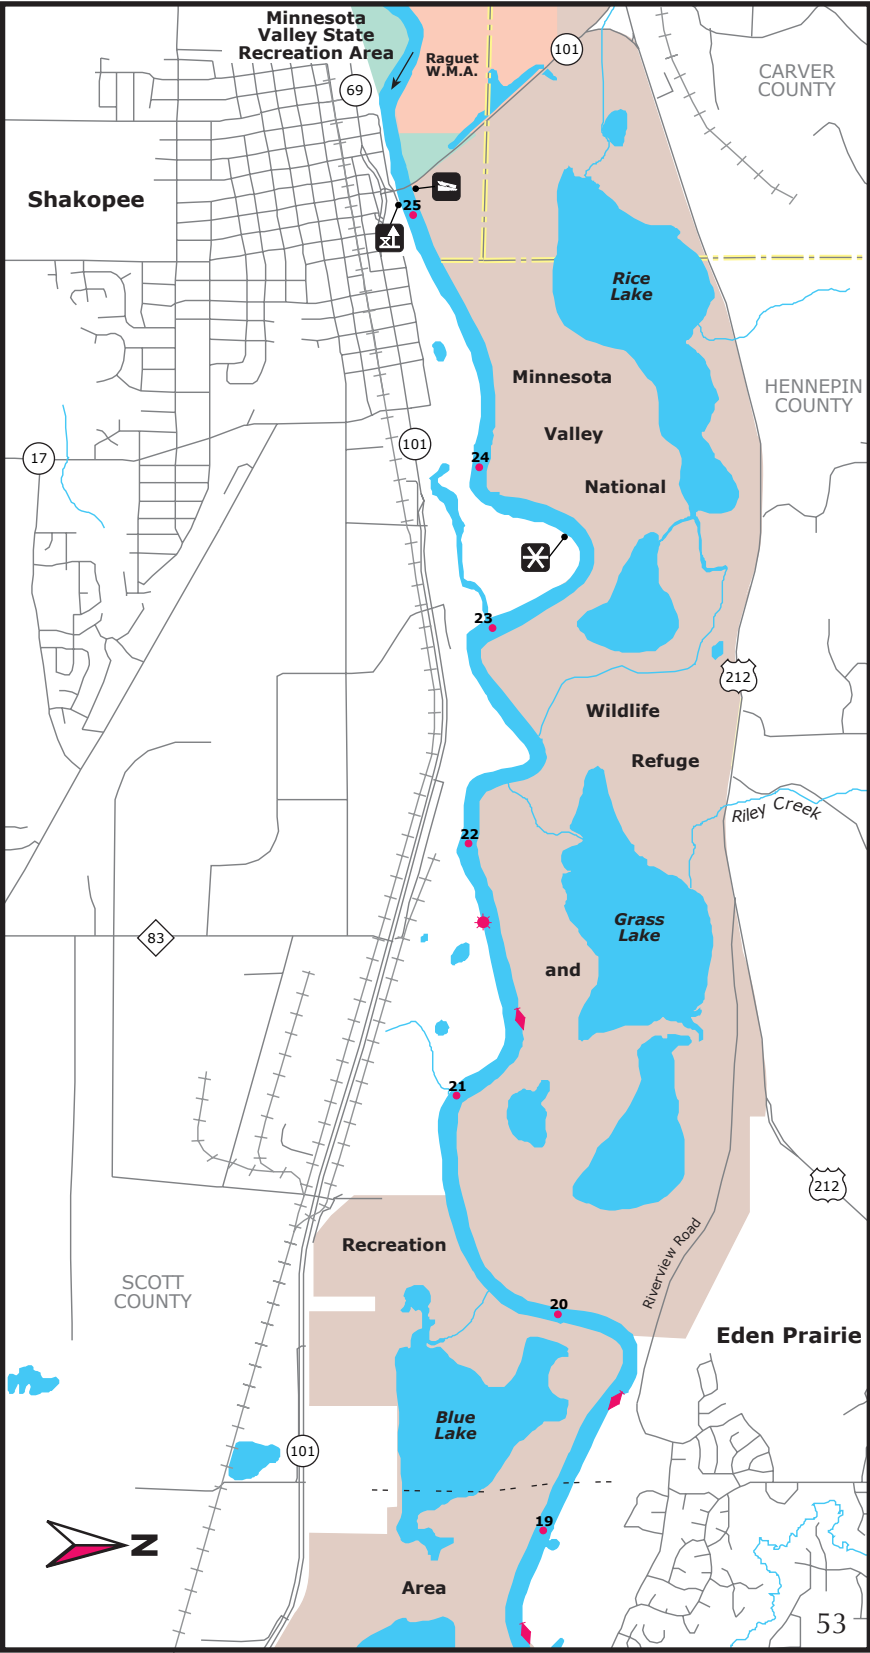 Minnesota
Valley State
Recreation Area
Raguet
W.M.A.
101
CARVER
COUNTY
69
Shakopee
25
Rice
Lake
Minnesota
HENNEPIN
COUNTY
Valley
101
17
24
National
23
212
Wildlife
Refuge
Riley Creek
22
Grass
Lake
83
and
21
212
Recreation
Riverview Road
SCOTT
COUNTY
20
Eden Prairie
Blue
Lake
101
19
N
Area
53